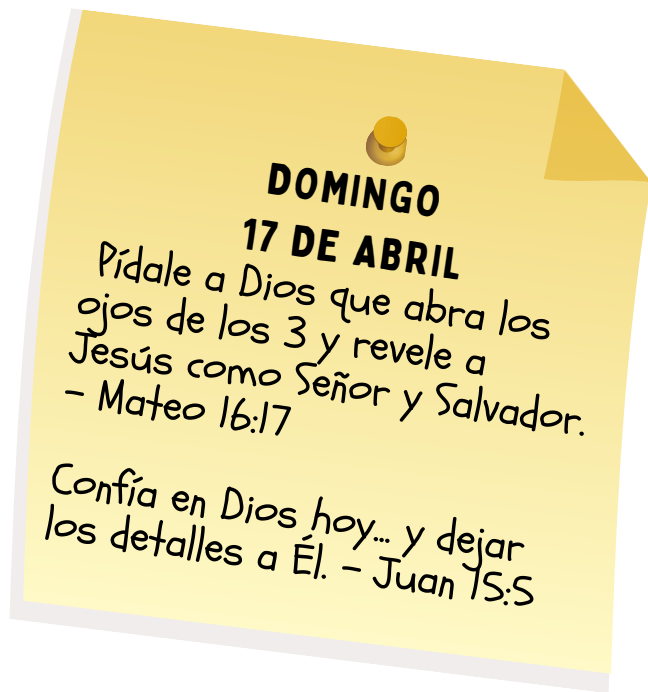 DOMINGO
17 DE ABRIL
Pídale a Dios que abra los
ojos de los 3 y revele a
Jesús como Señor y Salvador.
- Mateo 16:17
Confía en Dios hoy... y dejar
los detalles a Él. - Juan 15:5